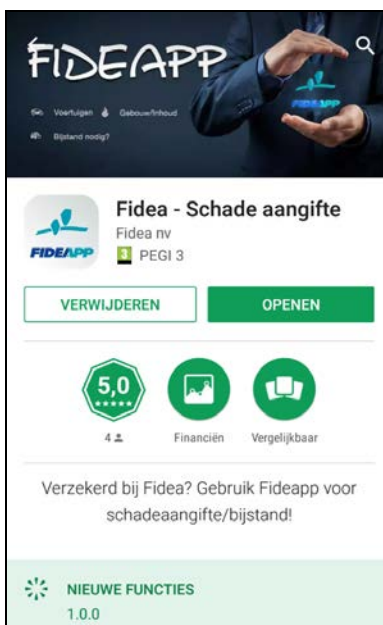 FIDEAPP
FIDEAPP
Voertuigen Gebouw/Inhoud
Bijstand nodig?
Fidea - Schade aangifte
Fidea nv
FIDEAPP
3 PEGI 3
VERWIJDEREN OPENEN
5,0
4 Financiën Vergelijkbaar
Verzekerd bij Fidea? Gebruik Fideapp voor
schadeaangifte/bijstand!
NIEUWE FUNCTIES
1.0.0